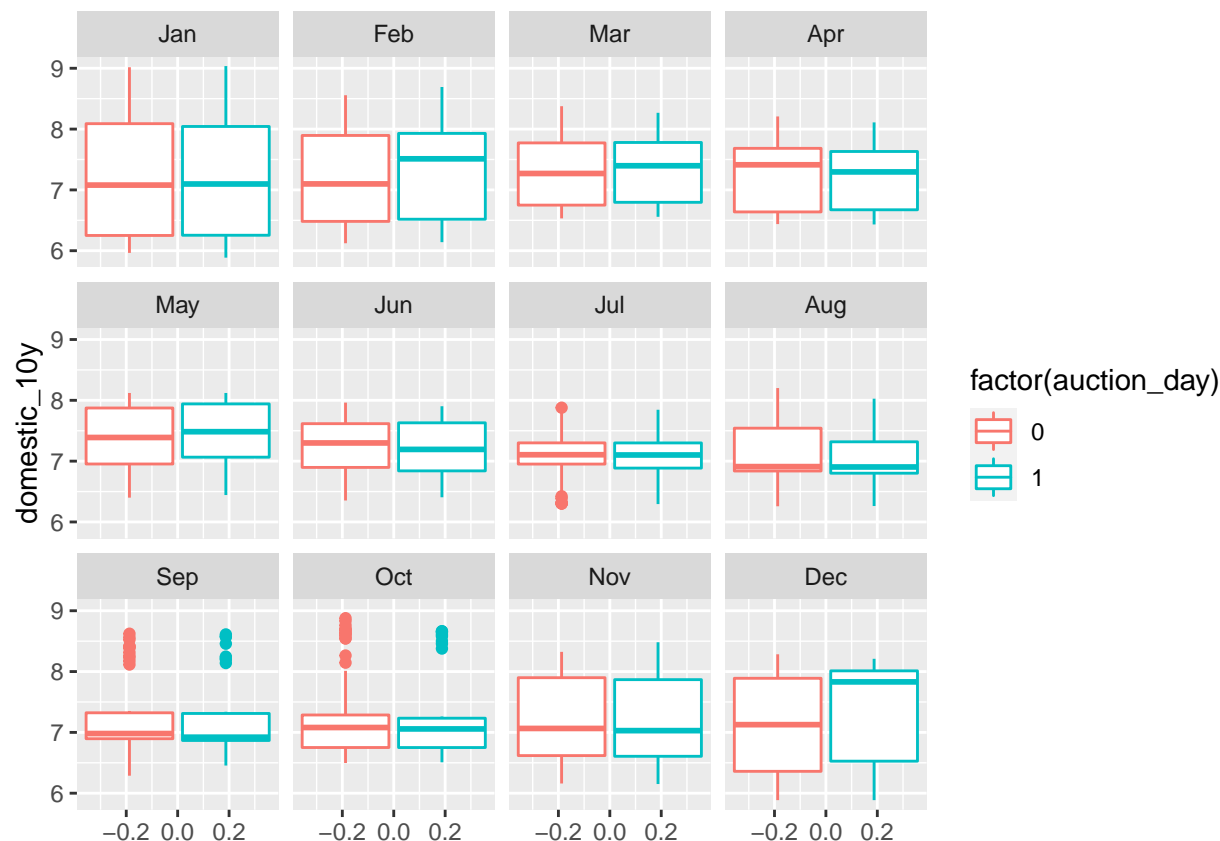 Jan Feb Mar Apr
9
8
7
6
May Jun Jul Aug
9
8
7
6
Sep Oct Nov Dec
9
8
7
6
−0.2 0.0 0.2 −0.2 0.0 0.2 −0.2 0.0 0.2 −0.2 0.0 0.2
domestic_10y
factor(auction_day)
0
1